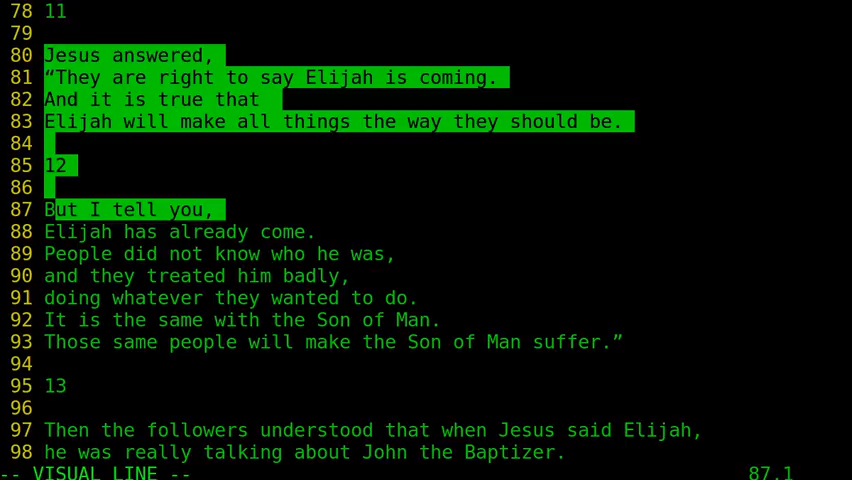 78 11
79
80 Jesus answered,
81 “They are right to say Elijah is coming.
82 And it is true that
83 Elijah will make all things the way they should be.
84
85 12
86
87 But I tell you,
88 Elijah has already come.
89 People did not know who he was,
90 and they treated him badly,
91 doing whatever they wanted to do.
92 It is the same with the Son of Man.
93 Those same people will make the Son of Man suffer.”
94
95 13
96
97 Then the followers understood that when Jesus said Elijah,
98 he was really talking about John the Baptizer.
-- VISUAL LINE -- 87,1